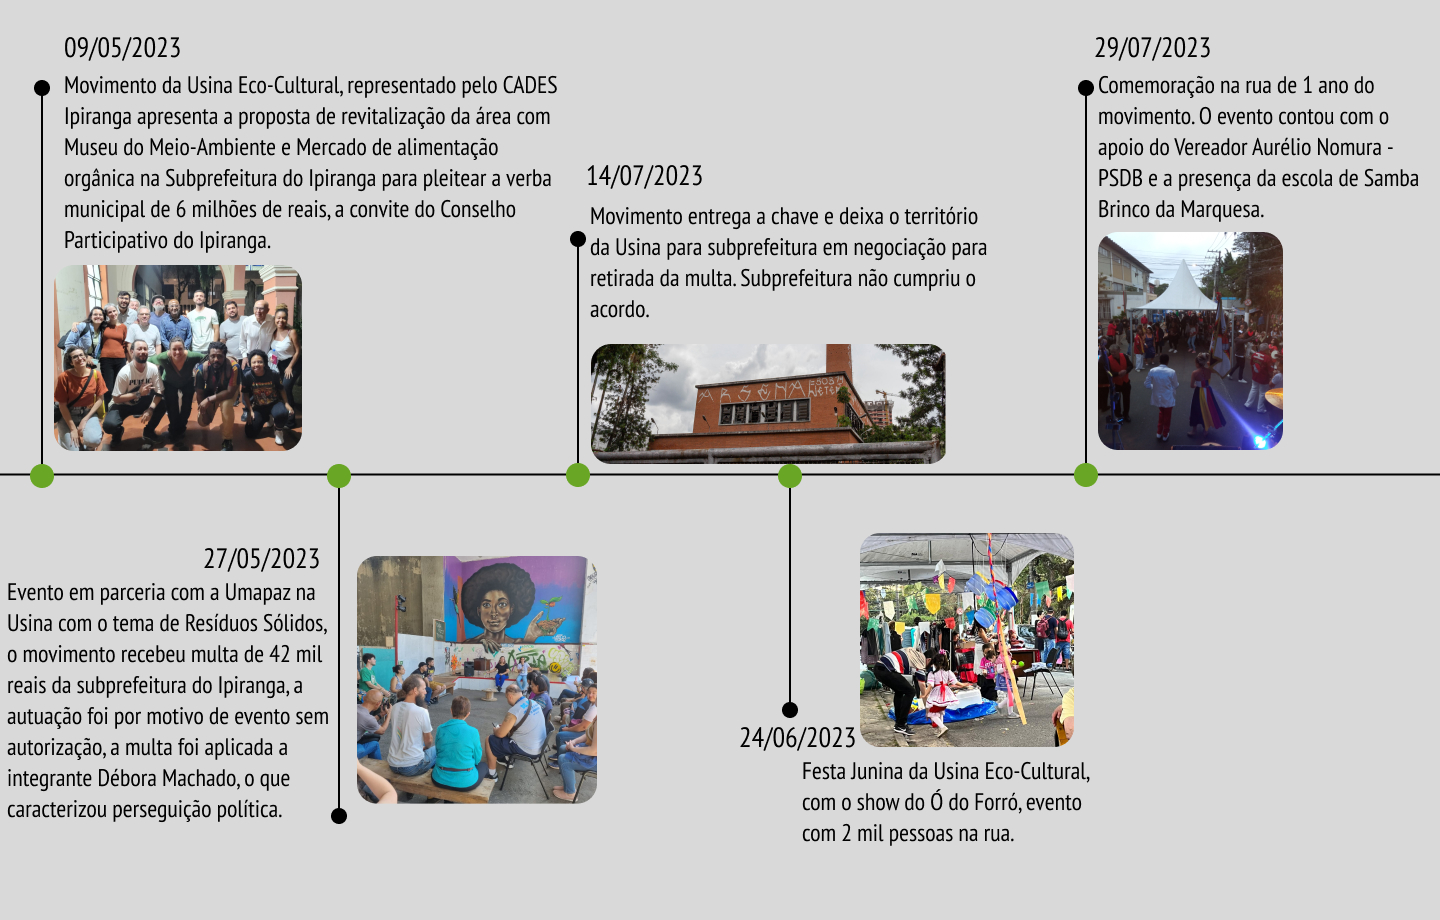 09/05/2023
Movimento da Usina Eco-Cultural, representado pelo CADES
Ipiranga apresenta a proposta de revitalização da área com
Museu do Meio-Ambiente e Mercado de alimentação
orgânica na Subprefeitura do Ipiranga para pleitear a verba
municipal de 6 milhões de reais, a convite do Conselho
Participativo do Ipiranga.
27/05/2023
Evento em parceria com a Umapaz na
Usina com o tema de Resíduos Sólidos,
o movimento recebeu multa de 42 mil
reais da subprefeitura do Ipiranga, a
autuação foi por motivo de evento sem
autorização, a multa foi aplicada a
integrante Débora Machado, o que
caracterizou perseguição política.
14/07/2023
Movimento entrega a chave e deixa o território
da Usina para subprefeitura em negociação para
retirada da multa. Subprefeitura não cumpriu o
acordo.
24/06/2023
Festa Junina da Usina Eco-Cultural,
com o show do Ó do Forró, evento
com 2 mil pessoas na rua.
29/07/2023
Comemoração na rua de 1 ano do
movimento. O evento contou com o
apoio do Vereador Aurélio Nomura -
PSDB e a presença da escola de Samba
Brinco da Marquesa.